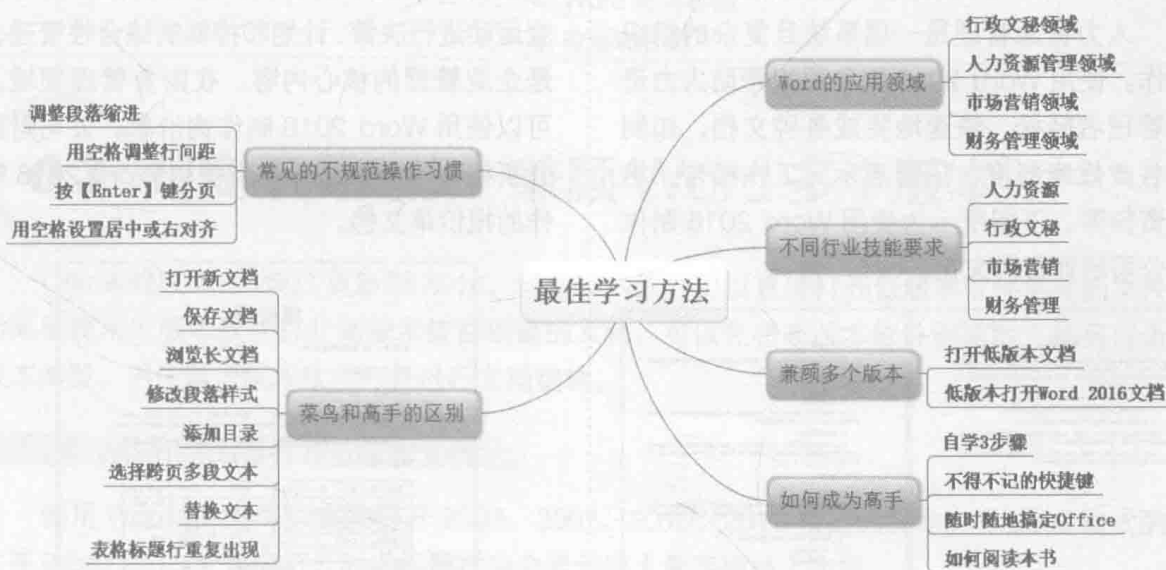 最佳学习方法
Word的应用领域
行政文秘领域
人力资源管理领域
市场营销领域
财务管理领域
不同行业技能要求
人力资源
行政文秘
市场营销
财务管理
兼顾多个版本
打开低版本文档
低版本打开Word 2016文档
如何成为高手
自学3步骤
不得不记的快捷键
随时随地搞定Office
如何阅读本书
常见的不规范操作习惯
调整段落缩进
用空格调整行间距
按【Enter】键分页
用空格设置居中或右对齐
菜鸟和高手的区别
打开新文档
保存文档
浏览长文档
修改段落样式
添加目录
选择跨页多段文本
替换文本
表格标题行重复出现